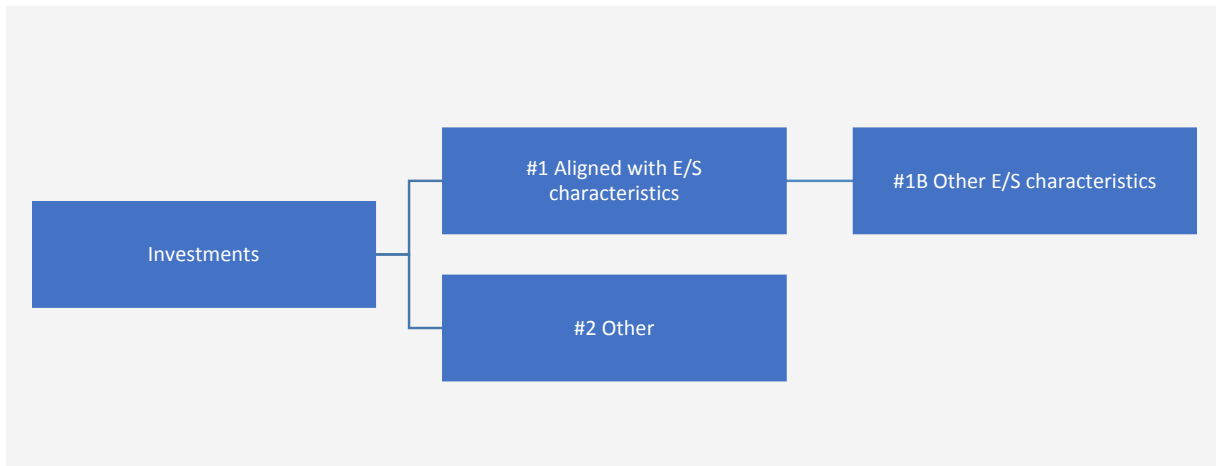 Investments
#1 Aligned with E/S
characteristics
#1B Other E/S characteristics
#2 Other